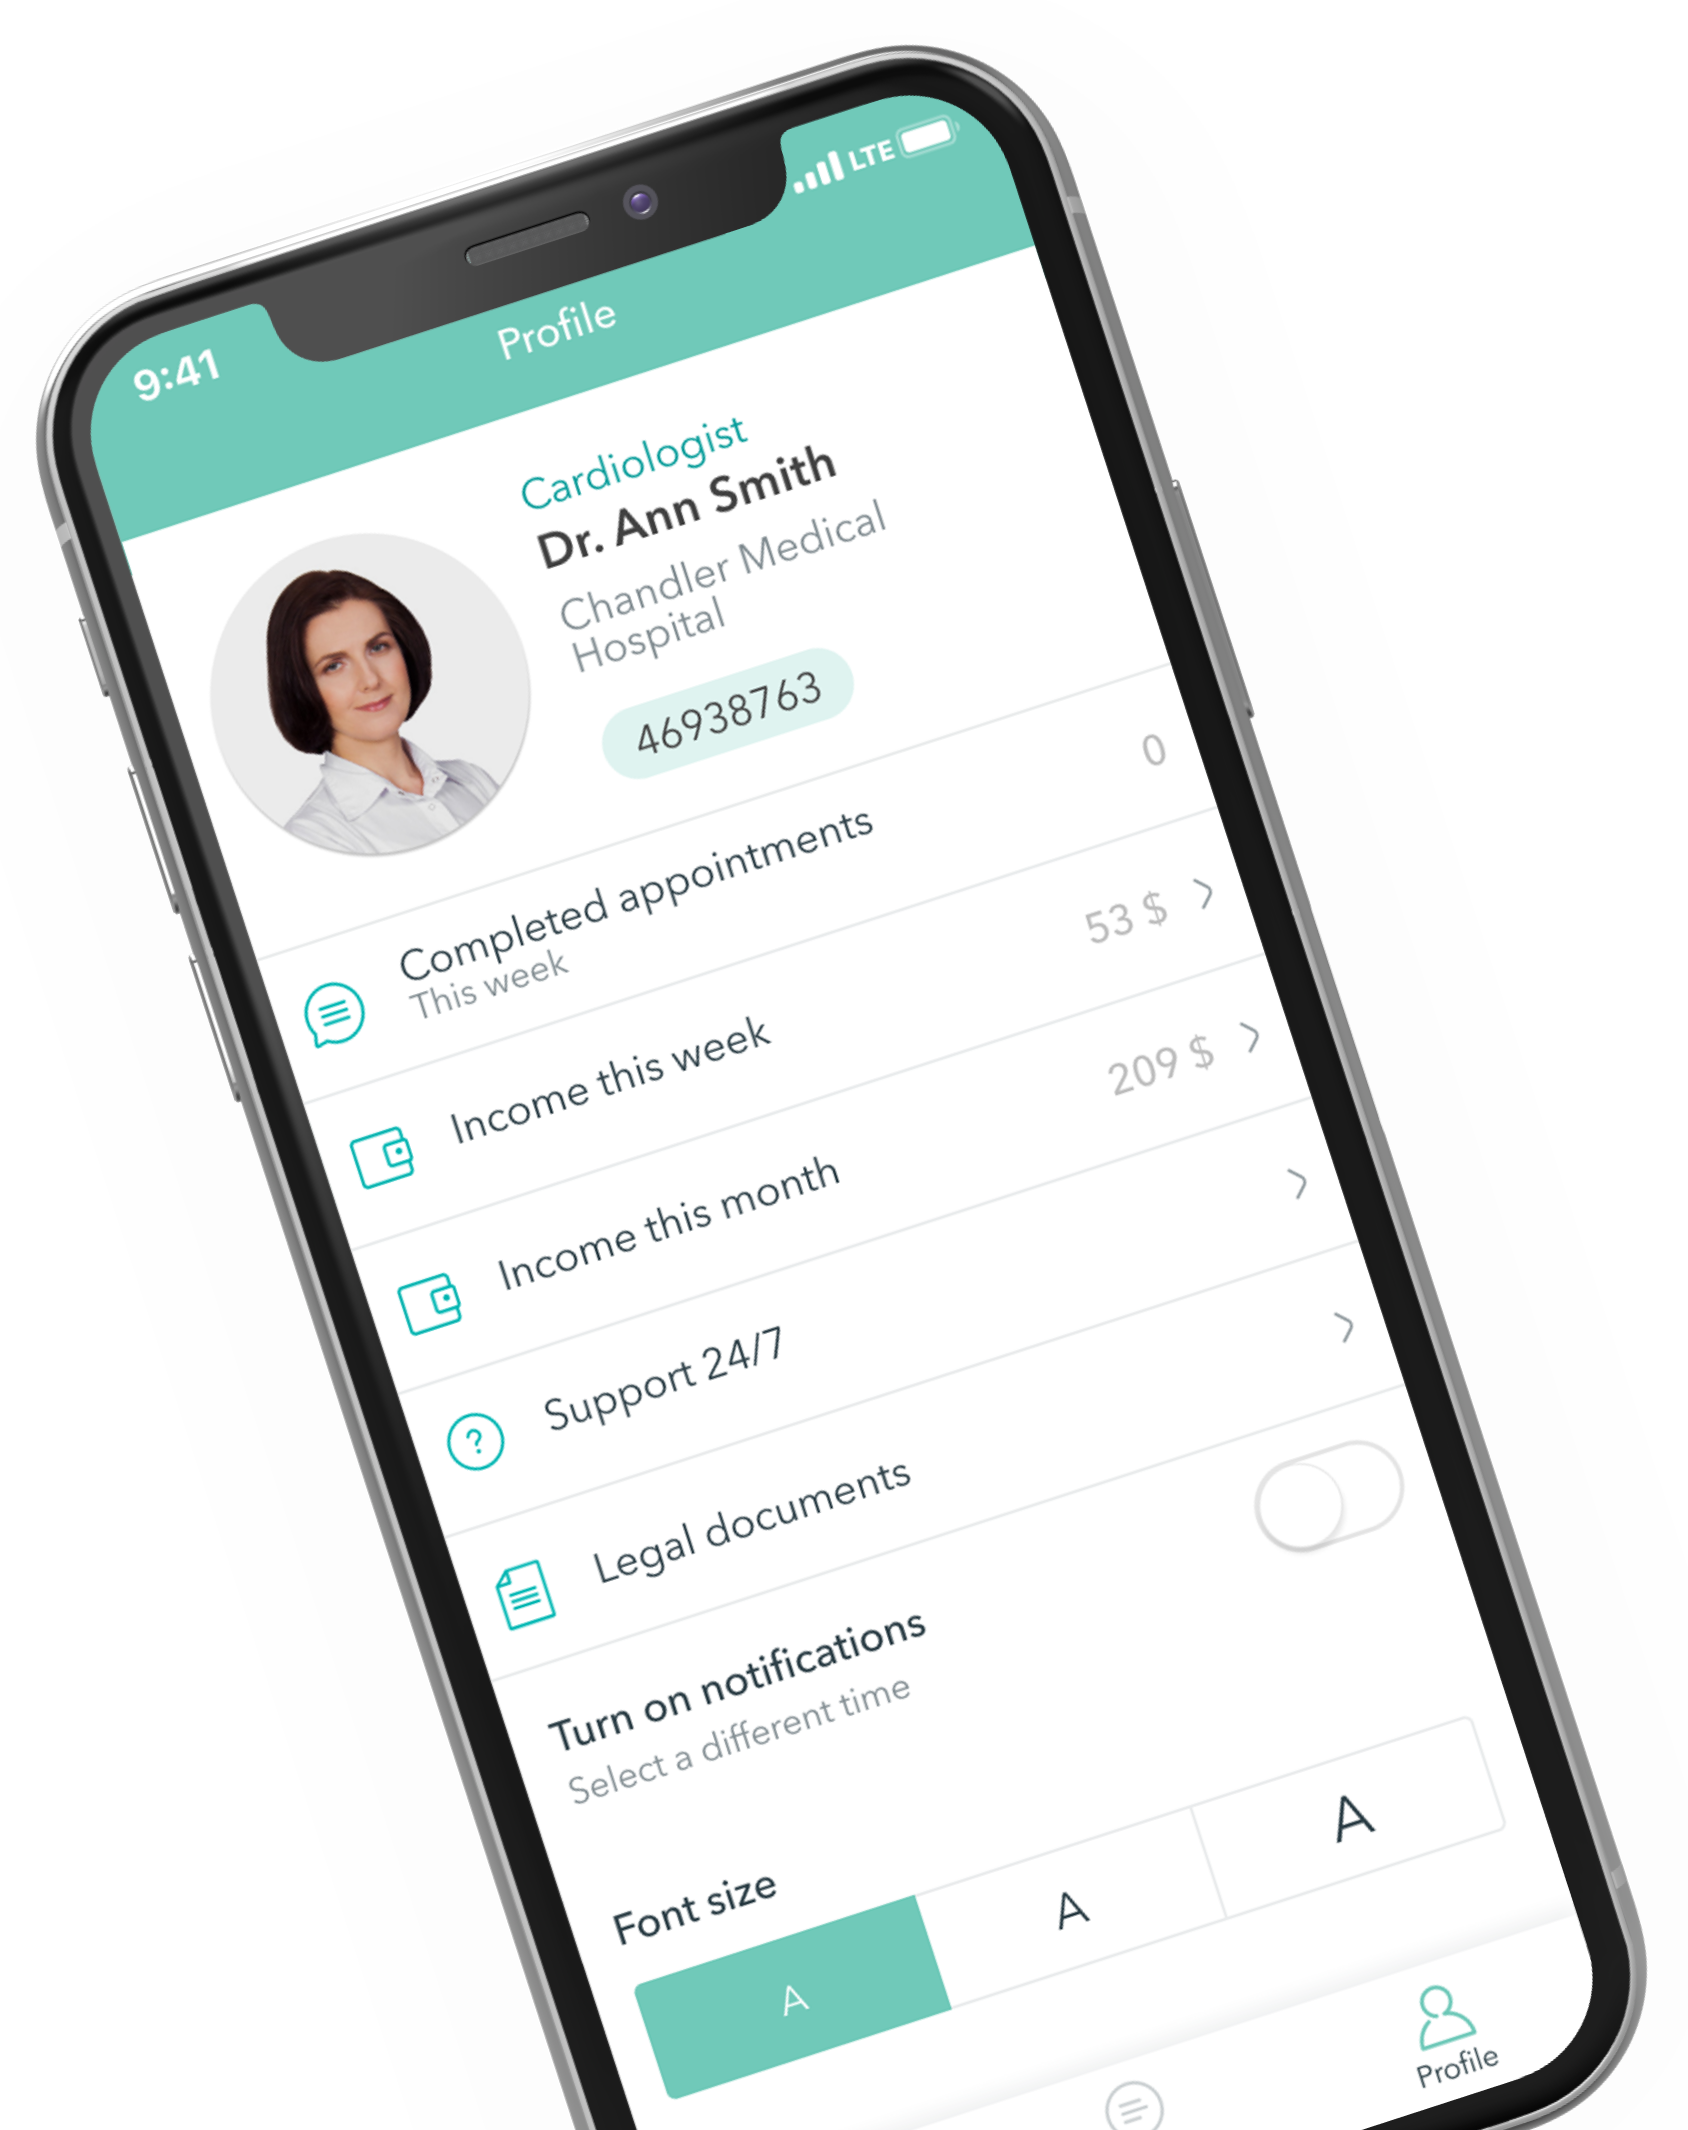 9:41
LTE
Profile
Cardiologist
Dr. Ann Smith
Chandler Medical
Hospital
46938763
Completed appointments
This week
0
Income this week
53 $
Income this month
209 $
Support 24/7
?
Legal documents
Turn on notifications
Select a different time
Font size
A
A
A
Profile